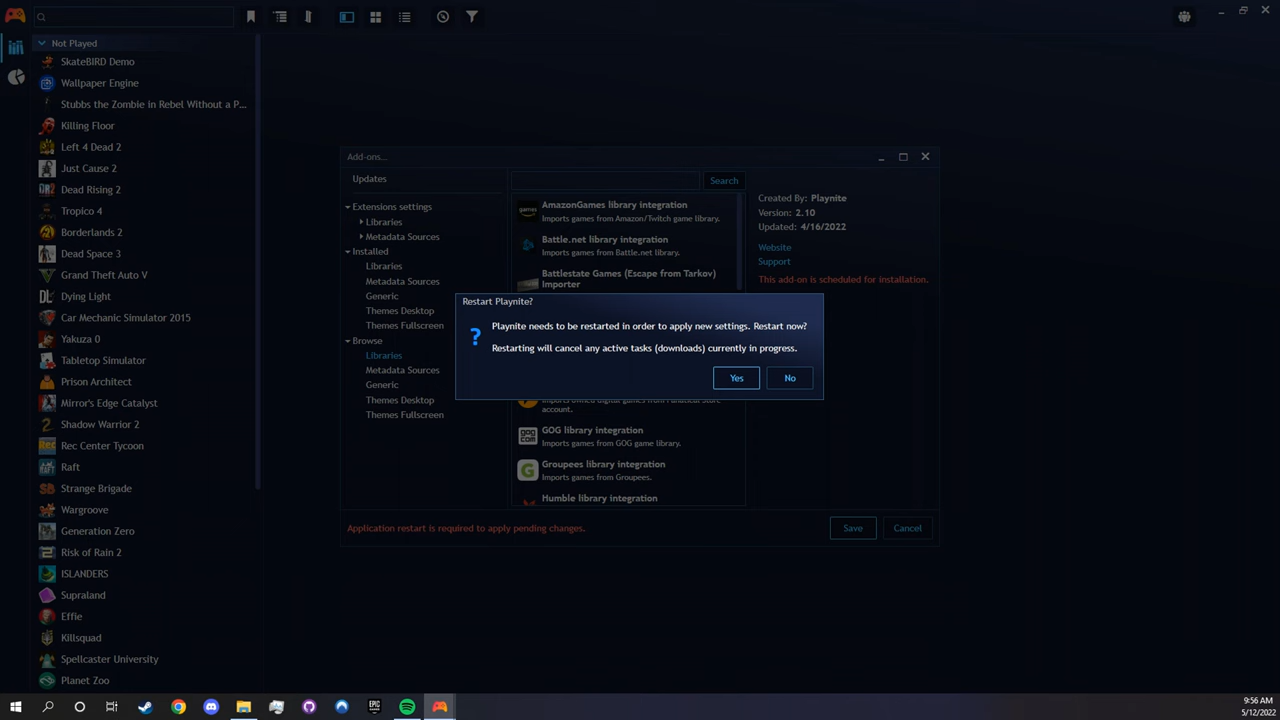 Not Played
SkateBIRD Demo
Wallpaper Engine
Stubbs the Zombie in Rebel Without a P...
Killing Floor
Left 4 Dead 2
Just Cause 2
Dead Rising 2
Tropico 4
Borderlands 2
Dead Space 3
Grand Theft Auto V
Dying Light
Car Mechanic Simulator 2015
Yakuza 0
Tabletop Simulator
Prison Architect
Mirror's Edge Catalyst
Shadow Warrior 2
Rec Center Tycoon
Raft
Strange Brigade
Wargroove
Generation Zero
Risk of Rain 2
ISLANDERS
Supraland
Effie
Killsquad
Spellcaster University
Planet Zoo
Add-ons...
Updates
Extensions settings
Libraries
Metadata Sources
Installed
Libraries
Metadata Sources
Generic
Themes Desktop
Themes Fullscreen
Browse
Libraries
Metadata Sources
Generic
Themes Desktop
Themes Fullscreen
Search
AmazonGames library integration
Imports games from Amazon/Twitch game library.
Battle.net library integration
Imports games from Battle.net library.
Battlestate Games (Escape from Tarkov)
Importer
account.
GOG library integration
Imports games from GOG game library.
Groupees library integration
Imports games from Groupees.
Humble library integration
Created By: Playnite
Version: 2.10
Updated: 4/16/2022
Website
Support
This add-on is scheduled for installation.
Restart Playnite?
Playnite needs to be restarted in order to apply new settings. Restart now?
Restarting will cancel any active tasks (downloads) currently in progress.
Yes
No
Application restart is required to apply pending changes.
Save
Cancel
9:56 AM
5/12/2022